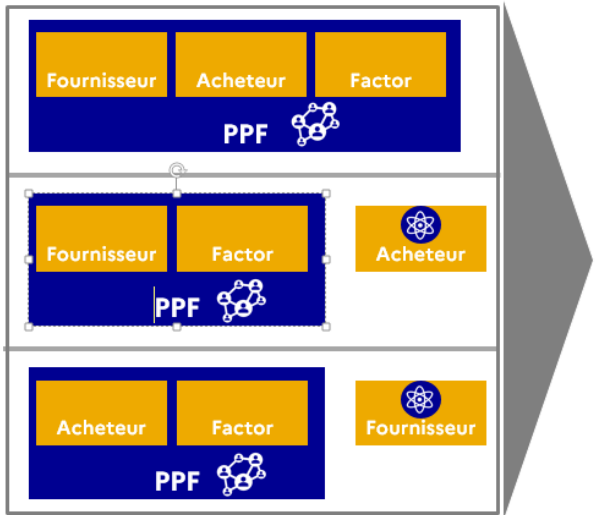 Fournisseur Acheteur Factor
PPF
Fournisseur Factor Acheteur
PPF
Acheteur Factor Fournisseur
PPF